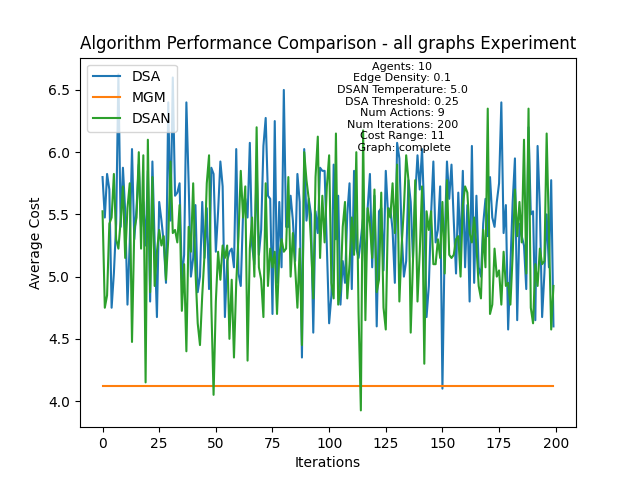 Algorithm Performance Comparison - all graphs Experiment
DSA
MGM
DSAN
Agents: 10
Edge Density: 0.1
DSAN Temperature: 5.0
DSA Threshold: 0.25
Num Actions: 9
Num Iterations: 200
Cost Range: 11
Graph: complete
Average Cost
6.5
6.0
5.5
5.0
4.5
4.0
0 25 50 75 100 125 150 175 200
Iterations